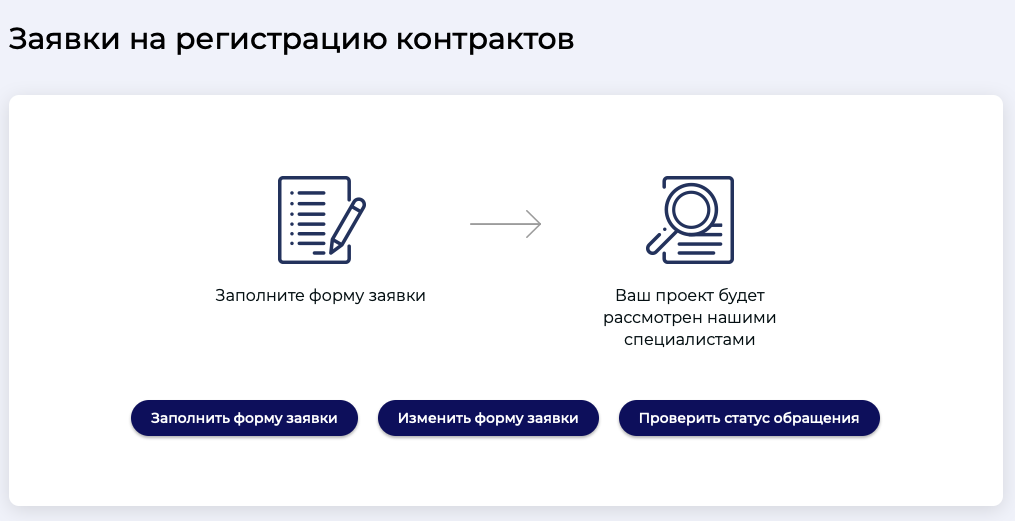 Заявки на регистрацию контрактов
Заполните форму заявки
Ваш проект будет
рассмотрен нашими
специалистами
Заполнить форму заявки
Изменить форму заявки
Проверить статус обращения